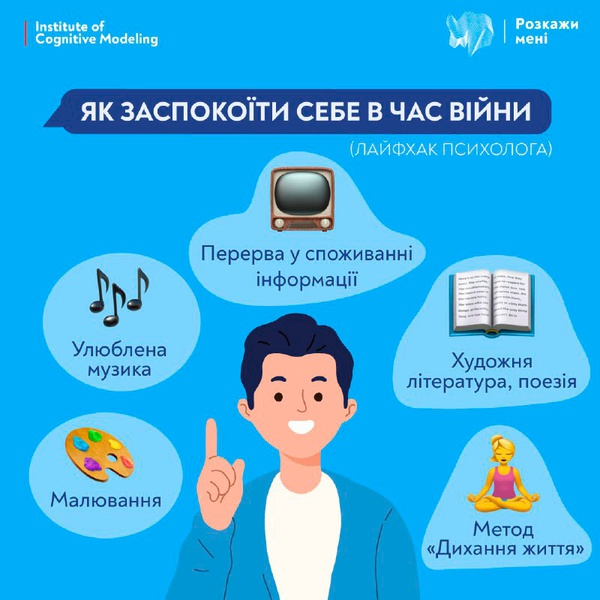 Institute of
Cognitive Modeling
Розкажи
мені
ЯК ЗАСПОКОЇТИ СЕБЕ В ЧАС ВІЙНИ
(ЛАЙФХАК ПСИХОЛОГА)
Перерва у споживанні
інформації
Улюблена
музика
Художня
література, поезія
Малювання
Метод
«Дихання життя»